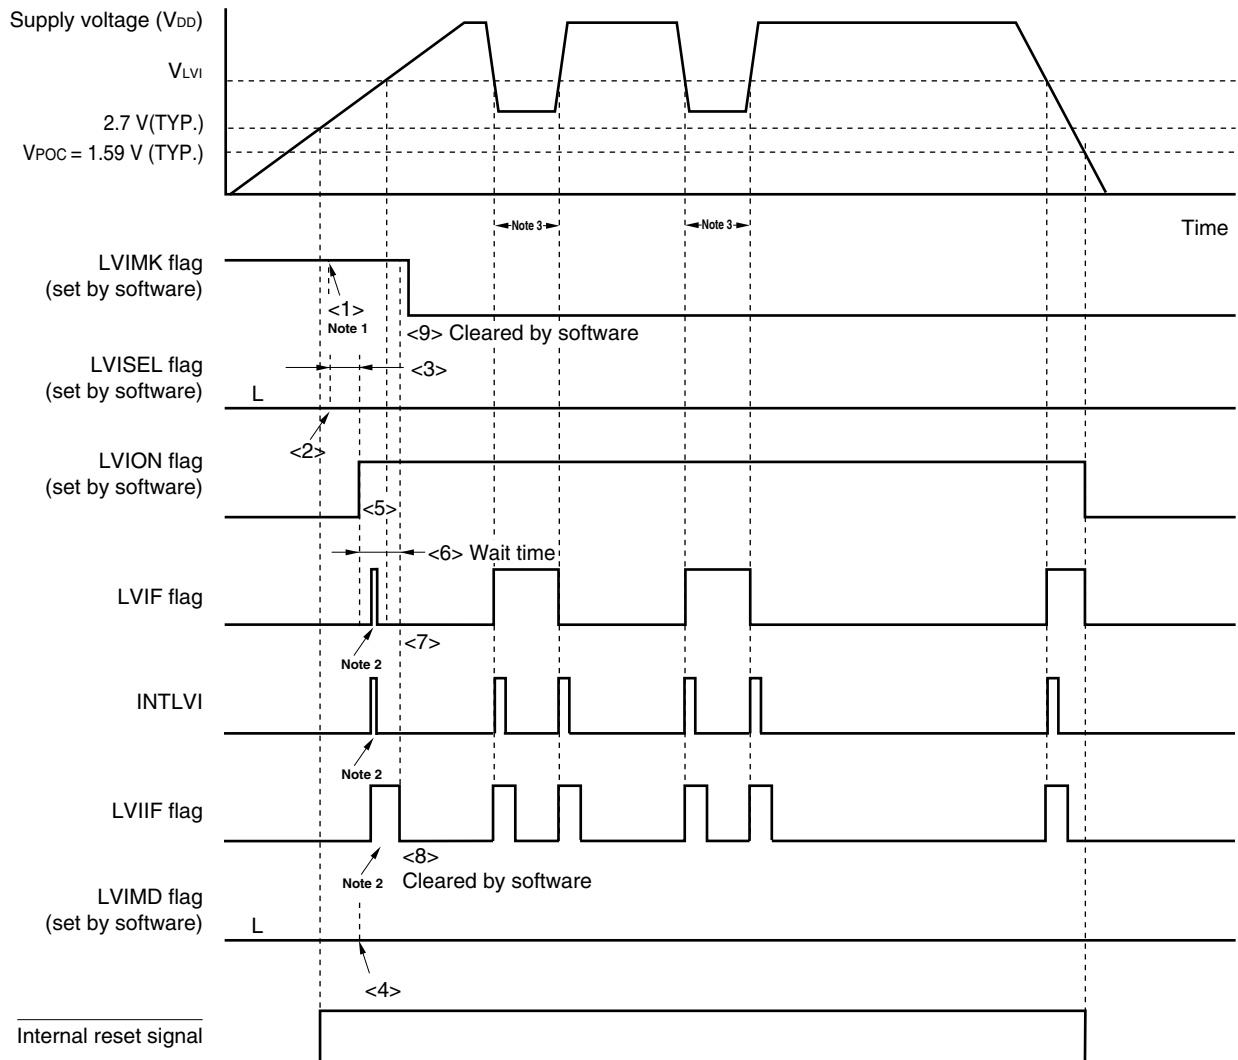 Supply voltage (VDD)
VLVI
2.7 V(TYP.)
VPOC = 1.59 V (TYP.)
Note 3
Note 3
Time
LVIMK flag
(set by software)
<1>
Note 1
<9> Cleared by software
LVISEL flag
(set by software)
L
<3>
<2>
LVION flag
(set by software)
<5>
<6> Wait time
LVIF flag
<7>
Note 2
INTLVI
Note 2
LVIIF flag
<8>
Note 2
Cleared by software
LVIMD flag
(set by software)
L
<4>
Internal reset signal